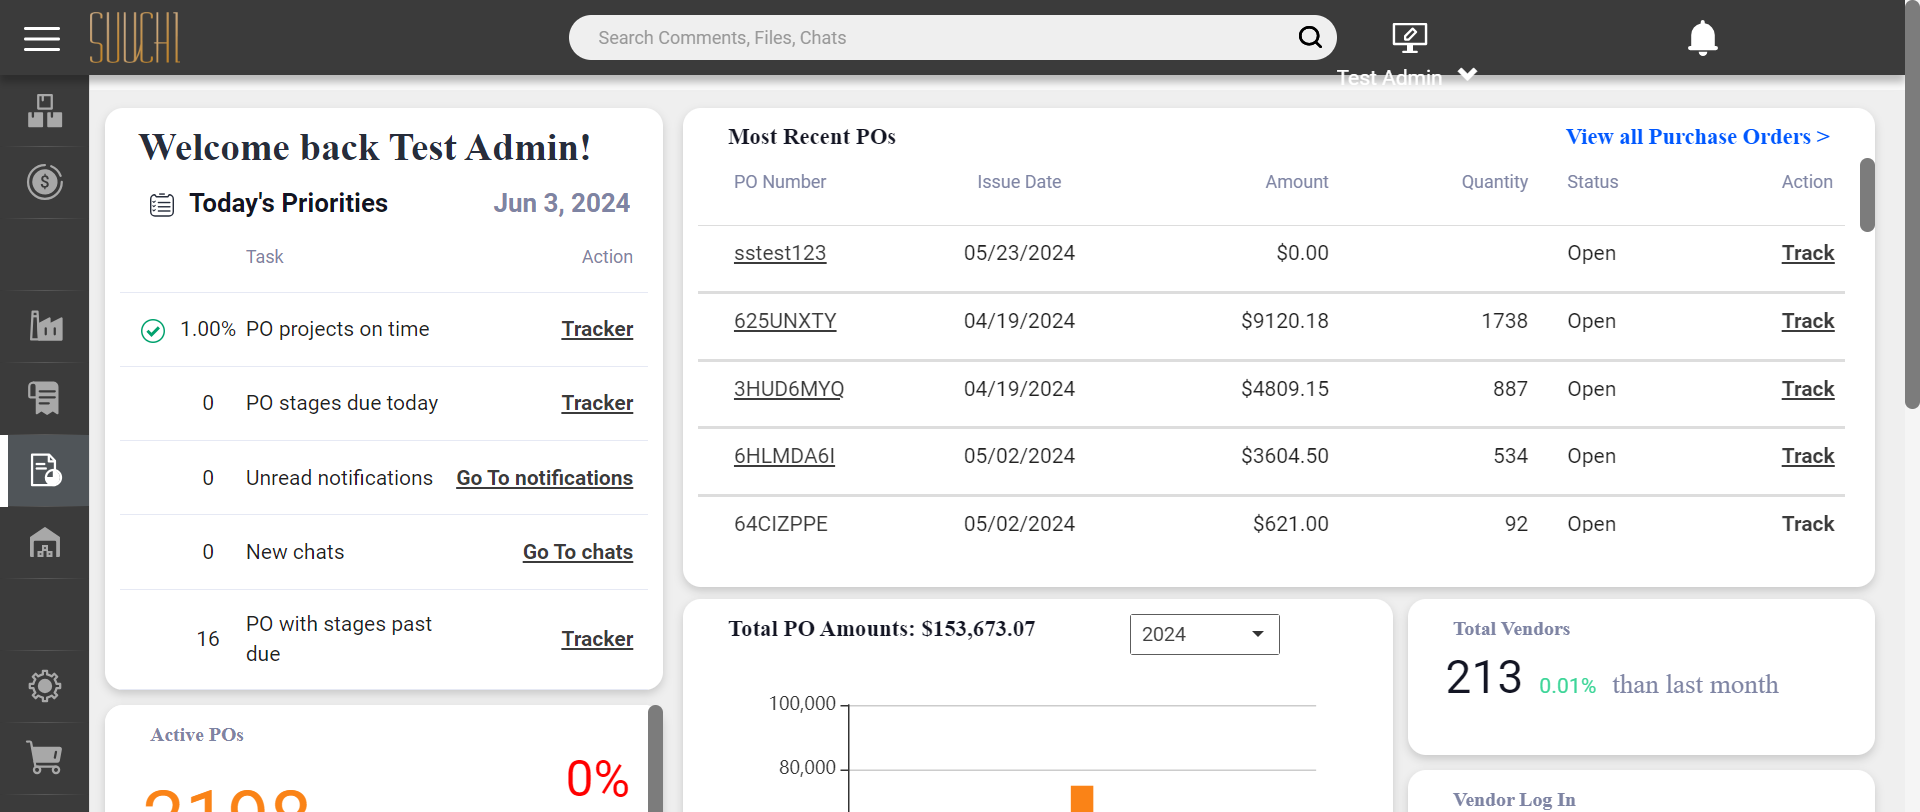 SUUCHI
Search Comments, Files, Chats
Test Admin
Welcome back Test Admin!
Today's Priorities Jun 3, 2024
Task Action
1.00% PO projects on time Tracker
0 PO stages due today Tracker
0 Unread notifications Go To notifications
0 New chats Go To chats
16 PO with stages past due Tracker
Active POs
0%
2198
Most Recent POs View all Purchase Orders >
PO Number Issue Date Amount Quantity Status Action
sstest123 05/23/2024 $0.00 Open Track
625UNXTY 04/19/2024 $9120.18 1738 Open Track
3HUD6MYQ 04/19/2024 $4809.15 887 Open Track
6HLMDA6I 05/02/2024 $3604.50 534 Open Track
64CIZPPE 05/02/2024 $621.00 92 Open Track
Total PO Amounts: $153,673.07 2024
100,000
80,000
Total Vendors
213 0.01% than last month
Vendor Log In